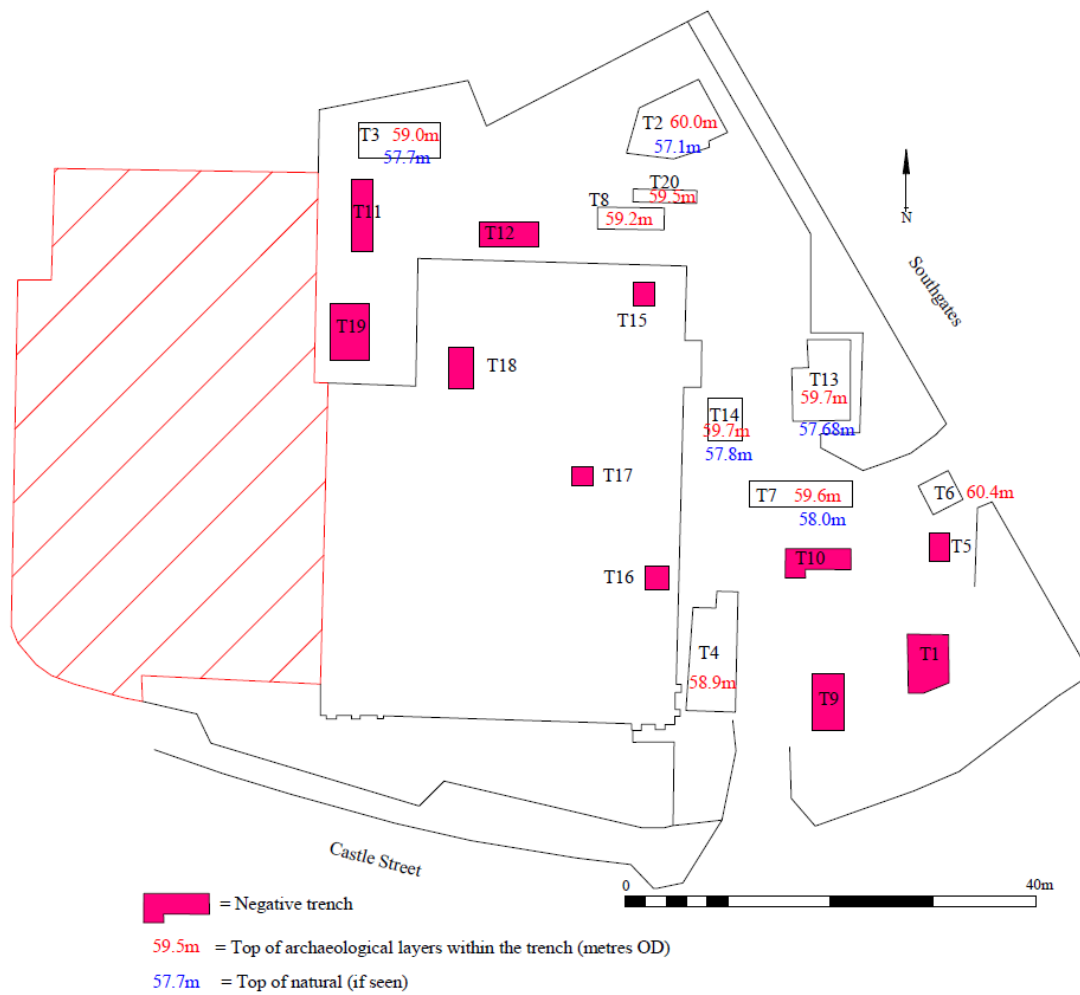 T2 60.0m
57.1m
T3 59.0m
57.7m
T20
59.5m
T8
59.2m
T11
T12
N
Southgates
T15
T19
T18
T13
59.7m
57.68m
T14
59.7m
57.8m
T17
T7 59.6m
58.0m
T6 60.4m
T5
T10
T16
T4
58.9m
T1
T9
Castle Street
0 40m
= Negative trench
59.5m = Top of archaeological layers within the trench (metres OD)
57.7m = Top of natural (if seen)